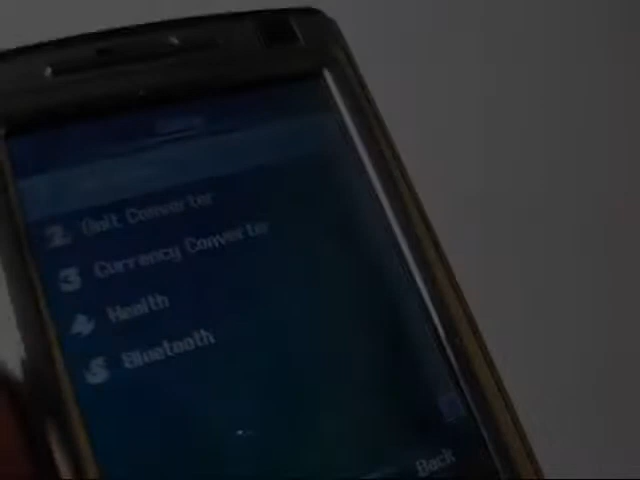 2 Unit Converter
3 Currency Converter
4 Health
5 Bluetooth
Back